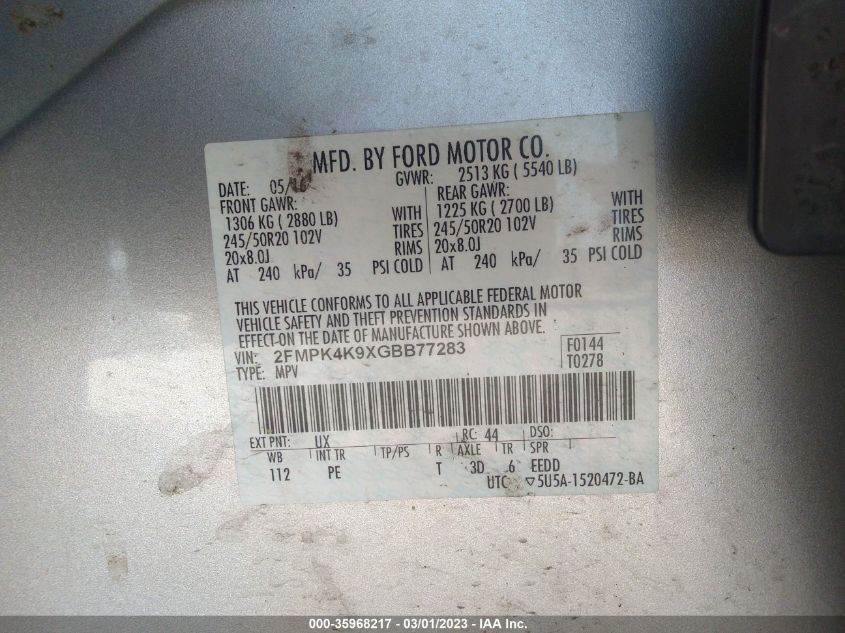 MFD. BY FORD MOTOR CO.
DATE: 05/16 GVWR: 2513 KG ( 5540 LB)
FRONT GAWR: REAR GAWR:
1306 KG ( 2880 LB) WITH 1225 KG ( 2700 LB) WITH
245/50R20 102V TIRES 245/50R20 102V TIRES
20x8.0J RIMS 20x8.0J RIMS
AT 240 kPa/ 35 PSI COLD AT 240 kPa/ 35 PSI COLD
THIS VEHICLE CONFORMS TO ALL APPLICABLE FEDERAL MOTOR
VEHICLE SAFETY AND THEFT PREVENTION STANDARDS IN
EFFECT ON THE DATE OF MANUFACTURE SHOWN ABOVE.
VIN: 2FMPK4K9XGBB77283 F0144
TYPE: MPV T0278
EXT PNT: UX RC: 44 DSO:
WB INT TR TP/PS R AXLE TR SPR
112 PE T 3D 6 EEDD
UTC ▽5U5A-1520472-BA
000-35968217 - 03/01/2023 - IAA Inc.